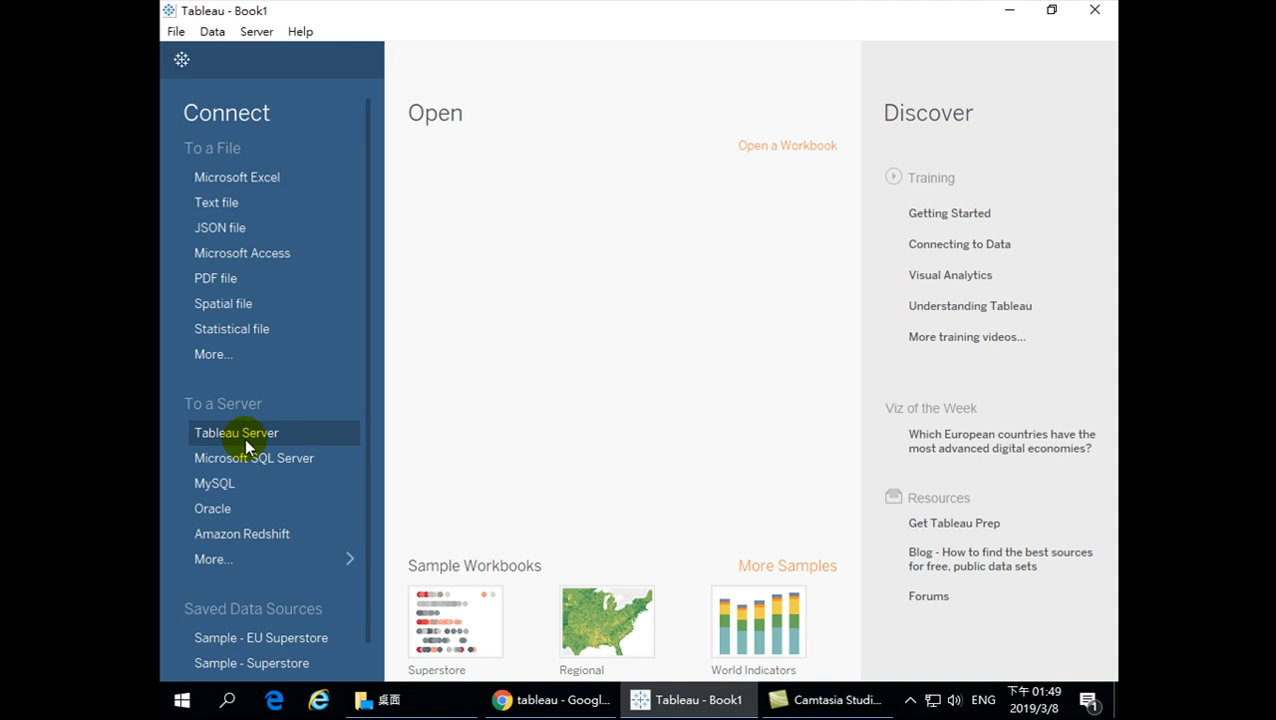 Tableau - Book1
File Data Server Help
Connect
To a File
Microsoft Excel
Text file
JSON file
Microsoft Access
PDF file
Spatial file
Statistical file
More...
To a Server
Tableau Server
Microsoft SQL Server
MySQL
Oracle
Amazon Redshift
More...
Saved Data Sources
Sample - EU Superstore
Sample - Superstore
Open
Open a Workbook
Sample Workbooks
More Samples
Superstore
Regional
World Indicators
Discover
Training
Getting Started
Connecting to Data
Visual Analytics
Understanding Tableau
More training videos...
Viz of the Week
Which European countries have the
most advanced digital economies?
Resources
Get Tableau Prep
Blog - How to find the best sources
for free, public data sets
Forums
桌面
tableau - Googl...
Tableau - Book1
Camtasia Studi...
ENG
下午 01:49
2019/3/8
1